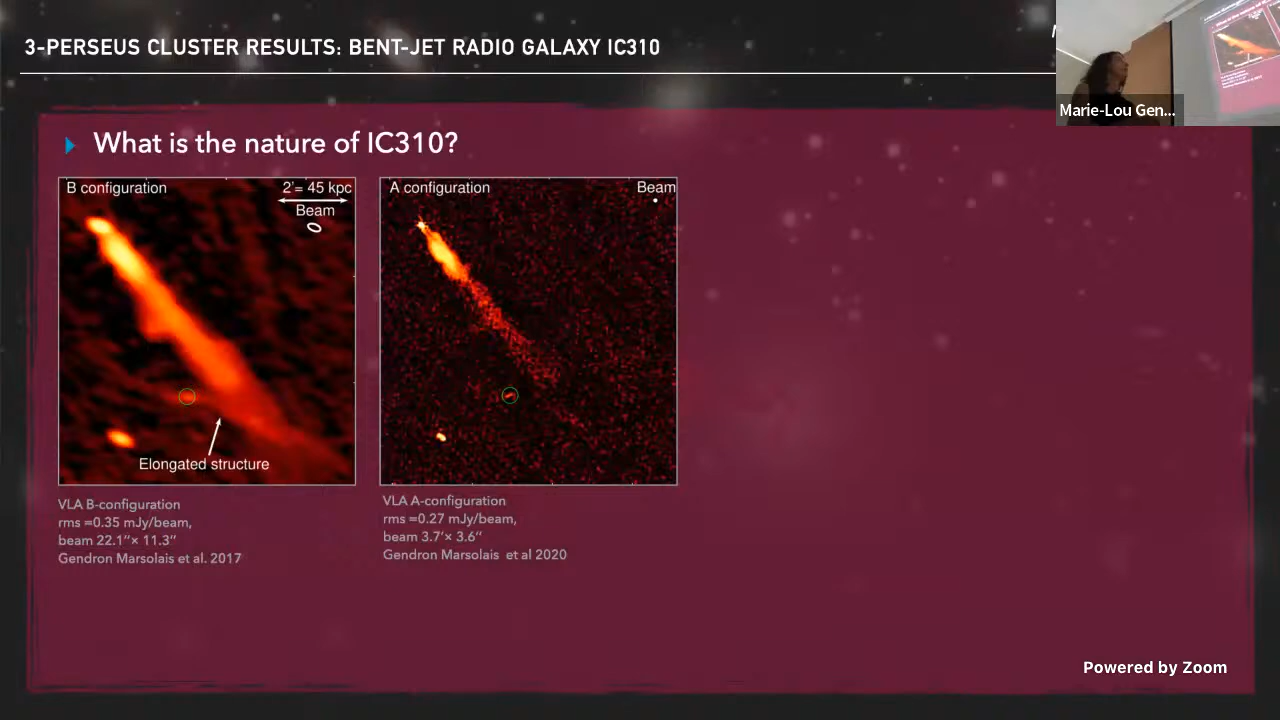 3-PERSEUS CLUSTER RESULTS: BENT-JET RADIO GALAXY IC310
Marie-Lou Gen...
What is the nature of IC310?
B configuration
2'= 45 kpc
Beam
Elongated structure
A configuration
Beam
VLA B-configuration
rms =0.35 mJy/beam,
beam 22.1’’× 11.3’’
Gendron Marsolais et al. 2017
VLA A-configuration
rms =0.27 mJy/beam,
beam 3.7’× 3.6’’
Gendron Marsolais et al 2020
Powered by Zoom